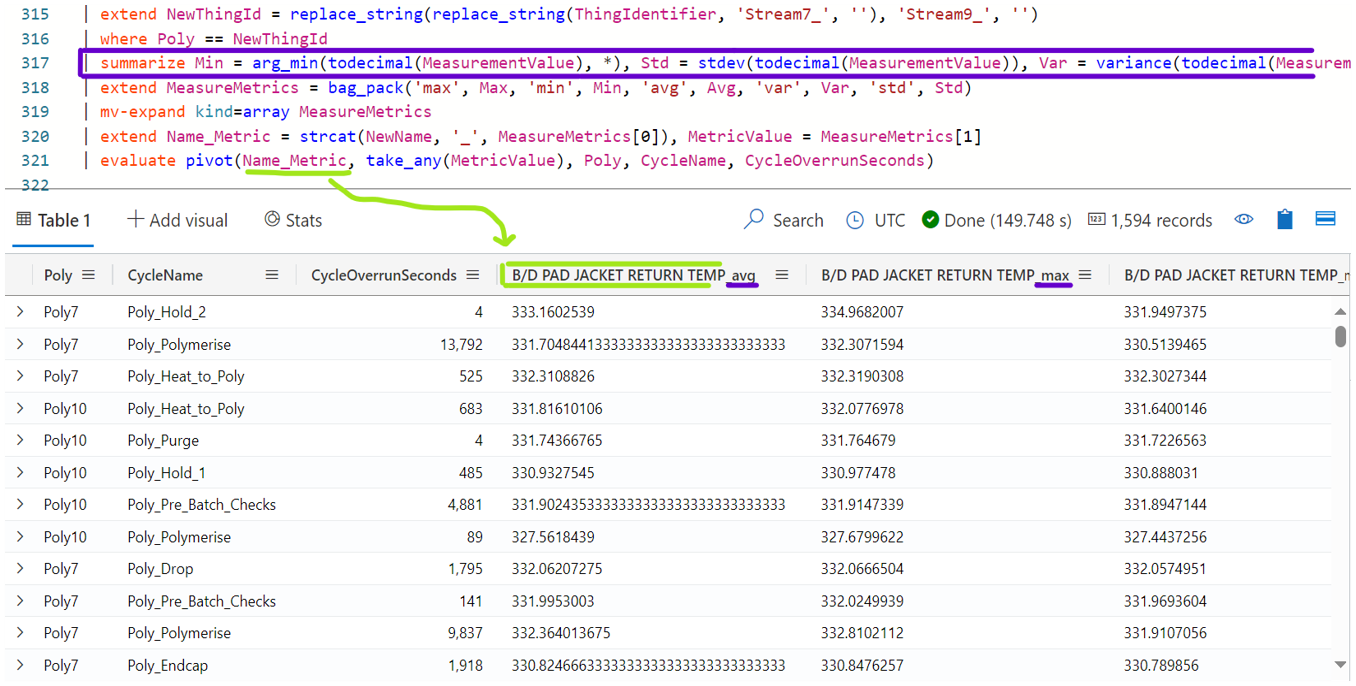 315 | extend NewThingId = replace_string(replace_string(ThingIdentifier, 'Stream7_', ''), 'Stream9_', '')
316 | where Poly == NewThingId
317 | summarize Min = arg_min(todecimal(MeasurementValue), *), Std = stdev(todecimal(MeasurementValue)), Var = variance(todecimal(Measurem
318 | extend MeasureMetrics = bag_pack('max', Max, 'min', Min, 'avg', Avg, 'var', Var, 'std', Std)
319 | mv-expand kind=array MeasureMetrics
320 | extend Name_Metric = strcat(NewName, '_', MeasureMetrics[0]), MetricValue = MeasureMetrics[1]
321 | evaluate pivot(Name_Metric, take_any(MetricValue), Poly, CycleName, CycleOverrunSeconds)
322
Table 1 Add visual Stats Search UTC Done (149.748 s) 123 1,594 records
Poly CycleName CycleOverrunSeconds B/D PAD JACKET RETURN TEMP_avg B/D PAD JACKET RETURN TEMP_max B/D PAD JACKET RETURN TEMP_m
Poly7 Poly_Hold_2 4 333.1602539 334.9682007 331.9497375
Poly7 Poly_Polymerise 13,792 331.7048441333333333333333333333 332.3071594 330.5139465
Poly7 Poly_Heat_to_Poly 525 332.3108826 332.3190308 332.3027344
Poly10 Poly_Heat_to_Poly 683 331.81610106 332.0776978 331.6400146
Poly10 Poly_Purge 4 331.74366765 331.764679 331.7226563
Poly10 Poly_Hold_1 485 330.9327545 330.977478 330.888031
Poly10 Poly_Pre_Batch_Checks 4,881 331.9024353333333333333333333333 331.9147339 331.8947144
Poly10 Poly_Polymerise 89 327.5618439 327.6799622 327.4437256
Poly7 Poly_Drop 1,795 332.06207275 332.0666504 332.0574951
Poly7 Poly_Pre_Batch_Checks 141 331.9953003 332.0249939 331.9693604
Poly7 Poly_Polymerise 9,837 332.364013675 332.8102112 331.9107056
Poly7 Poly_Endcap 1,918 330.8246663333333333333333333333 330.8476257 330.789856